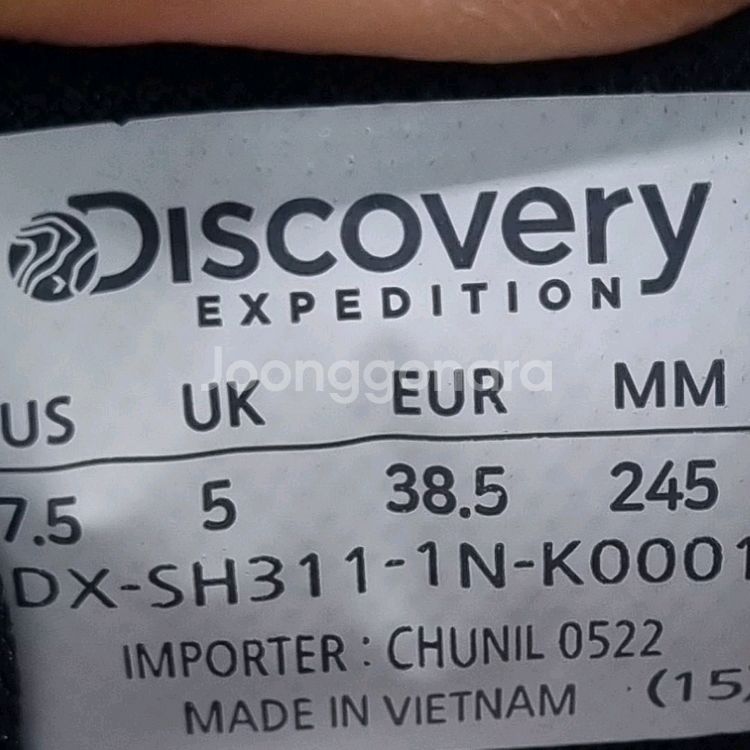 DISCOVERY
EXPEDITION
Joonggonara
US UK EUR MM
7.5 5 38.5 245
DX-SH311-1N-K0001
IMPORTER : CHUNIL 0522
MADE IN VIETNAM (15)